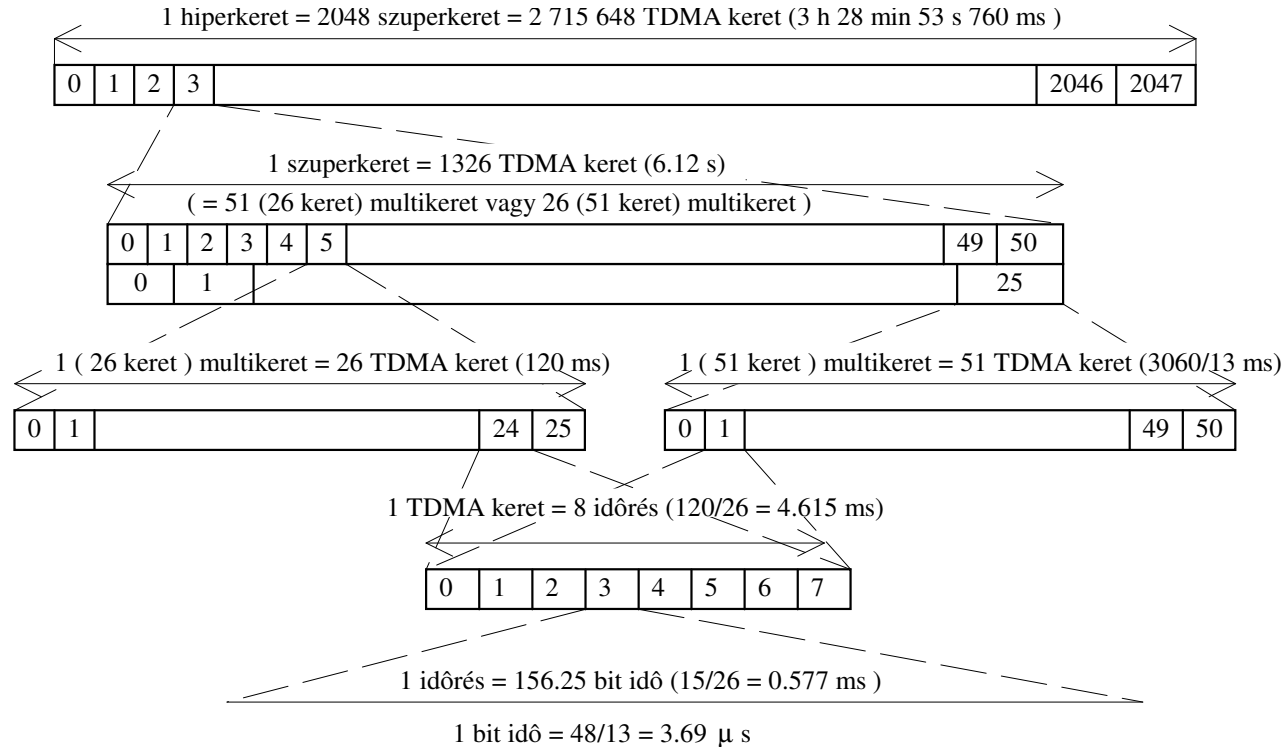 1 hiperkeret = 2048 szuperkeret = 2 715 648 TDMA keret (3 h 28 min 53 s 760 ms )
0 1 2 3 2046 2047
1 szuperkeret = 1326 TDMA keret (6.12 s)
( = 51 (26 keret) multikeret vagy 26 (51 keret) multikeret )
0 1 2 3 4 5 49 50
0 1 25
1 ( 26 keret ) multikeret = 26 TDMA keret (120 ms)
1 ( 51 keret ) multikeret = 51 TDMA keret (3060/13 ms)
0 1 24 25
0 1 49 50
1 TDMA keret = 8 idôrés (120/26 = 4.615 ms)
0 1 2 3 4 5 6 7
1 idôrés = 156.25 bit idô (15/26 = 0.577 ms )
1 bit idô = 48/13 = 3.69 μ s